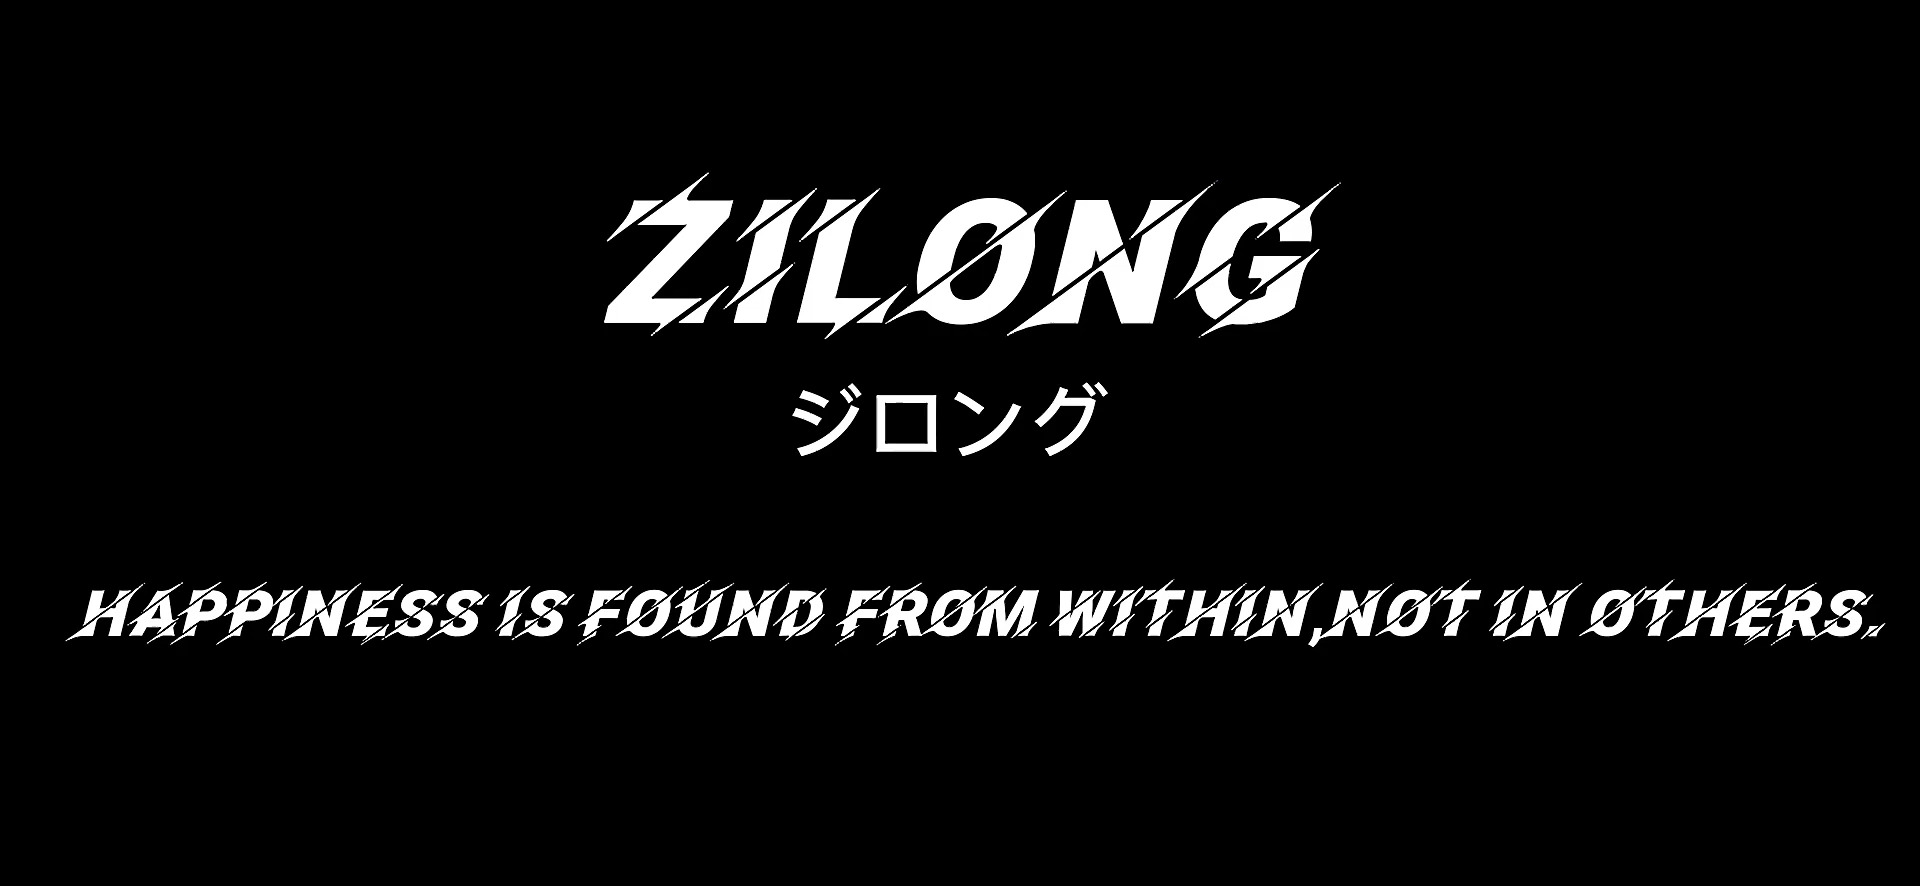 ZILONG
ジロング
HAPPINESS IS FOUND FROM WITHIN,NOT IN OTHERS.